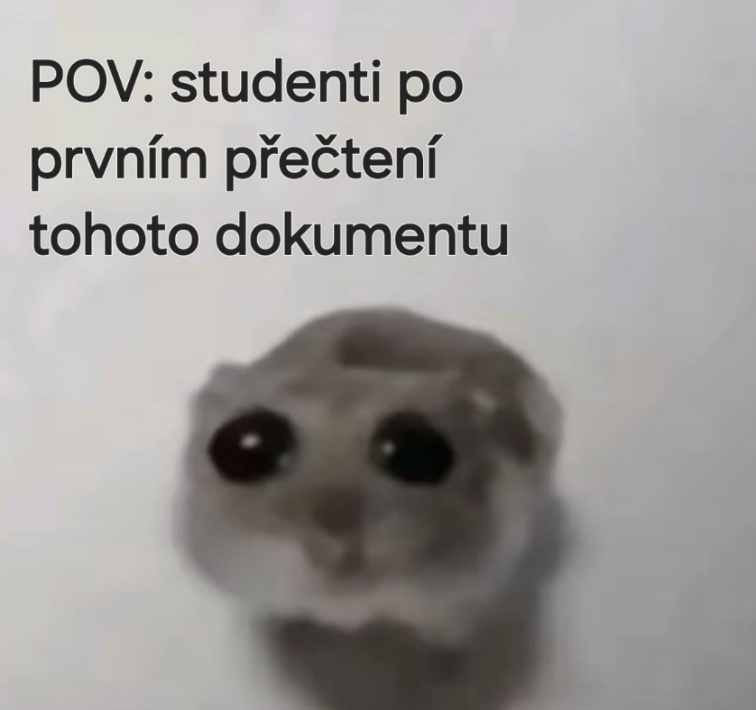 POV: studenti po
prvním přečtení
tohoto dokumentu